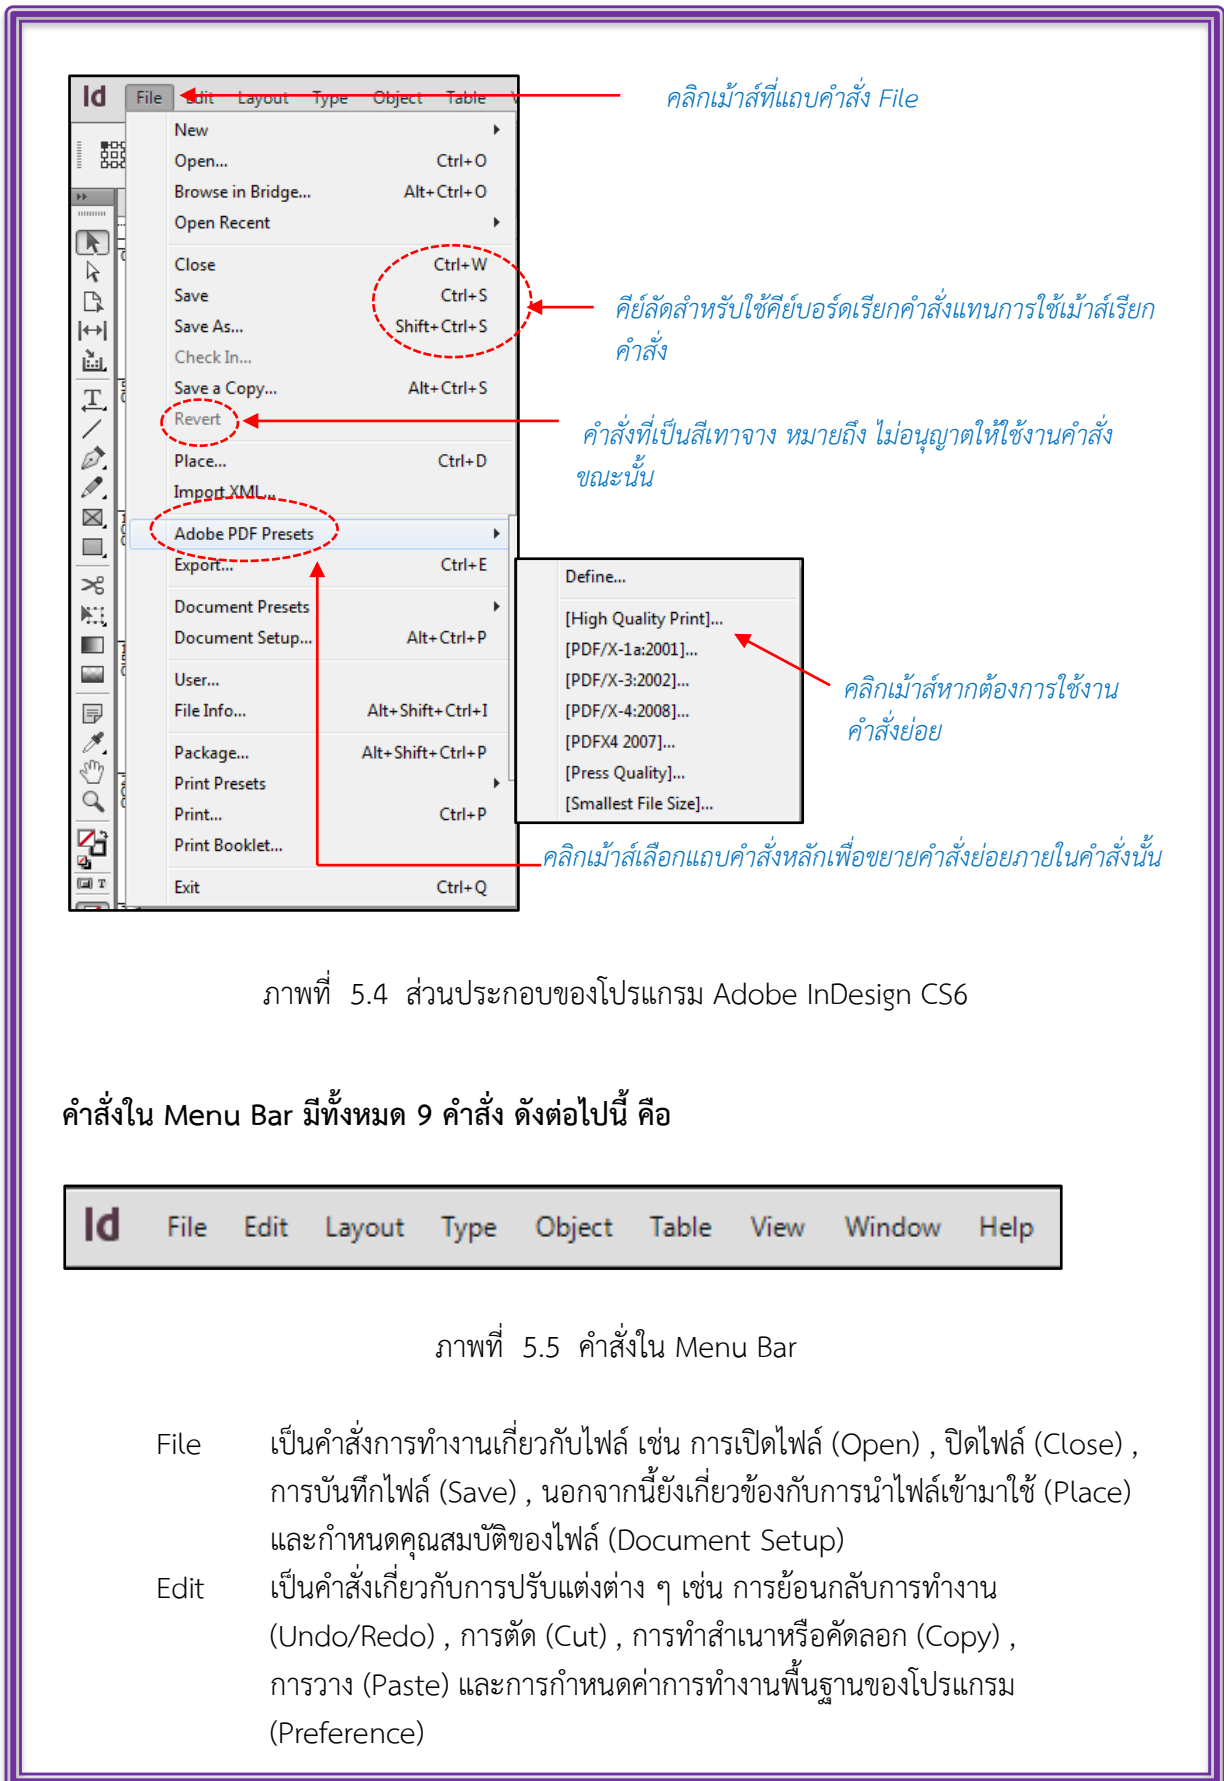 Id File Edit Layout Type Object Table
คลิกเม้าส์ที่แถบคำสั่ง File
New
Open... Ctrl+O
Browse in Bridge... Alt+Ctrl+O
Open Recent
Close Ctrl+W
Save Ctrl+S
Save As... Shift+Ctrl+S
Check In...
Save a Copy... Alt+Ctrl+S
Revert
Place... Ctrl+D
Import XML...
Adobe PDF Presets
Export... Ctrl+E
Document Presets
Document Setup... Alt+Ctrl+P
User...
File Info... Alt+Shift+Ctrl+I
Package... Alt+Shift+Ctrl+P
Print Presets
Print... Ctrl+P
Print Booklet...
Exit Ctrl+Q
คีย์ลัดสำหรับใช้คีย์บอร์ดเรียกคำสั่งแทนการใช้เม้าส์เรียก
คำสั่ง
คำสั่งที่เป็นสีเทาจาง หมายถึง ไม่อนุญาตให้ใช้งานคำสั่ง
ขณะนั้น
Define...
[High Quality Print]...
[PDF/X-1a:2001]...
[PDF/X-3:2002]...
[PDF/X-4:2008]...
[PDFX4 2007]...
[Press Quality]...
[Smallest File Size]...
คลิกเม้าส์หากต้องการใช้งาน
คำสั่งย่อย
คลิกเม้าส์เลือกแถบคำสั่งหลักเพื่อขยายคำสั่งย่อยภายในคำสั่งนั้น
ภาพที่ 5.4 ส่วนประกอบของโปรแกรม Adobe InDesign CS6
คำสั่งใน Menu Bar มีทั้งหมด 9 คำสั่ง ดังต่อไปนี้ คือ
Id File Edit Layout Type Object Table View Window Help
ภาพที่ 5.5 คำสั่งใน Menu Bar
File เป็นคำสั่งการทำงานเกี่ยวกับไฟล์ เช่น การเปิดไฟล์ (Open) , ปิดไฟล์ (Close) ,
การบันทึกไฟล์ (Save) , นอกจากนี้ยังเกี่ยวข้องกับการนำไฟล์เข้ามาใช้ (Place)
และกำหนดคุณสมบัติของไฟล์ (Document Setup)
Edit เป็นคำสั่งเกี่ยวกับการปรับแต่งต่าง ๆ เช่น การย้อนกลับการทำงาน
(Undo/Redo) , การตัด (Cut) , การทำสำเนาหรือคัดลอก (Copy) ,
การวาง (Paste) และการกำหนดค่าการทำงานพื้นฐานของโปรแกรม
(Preference)